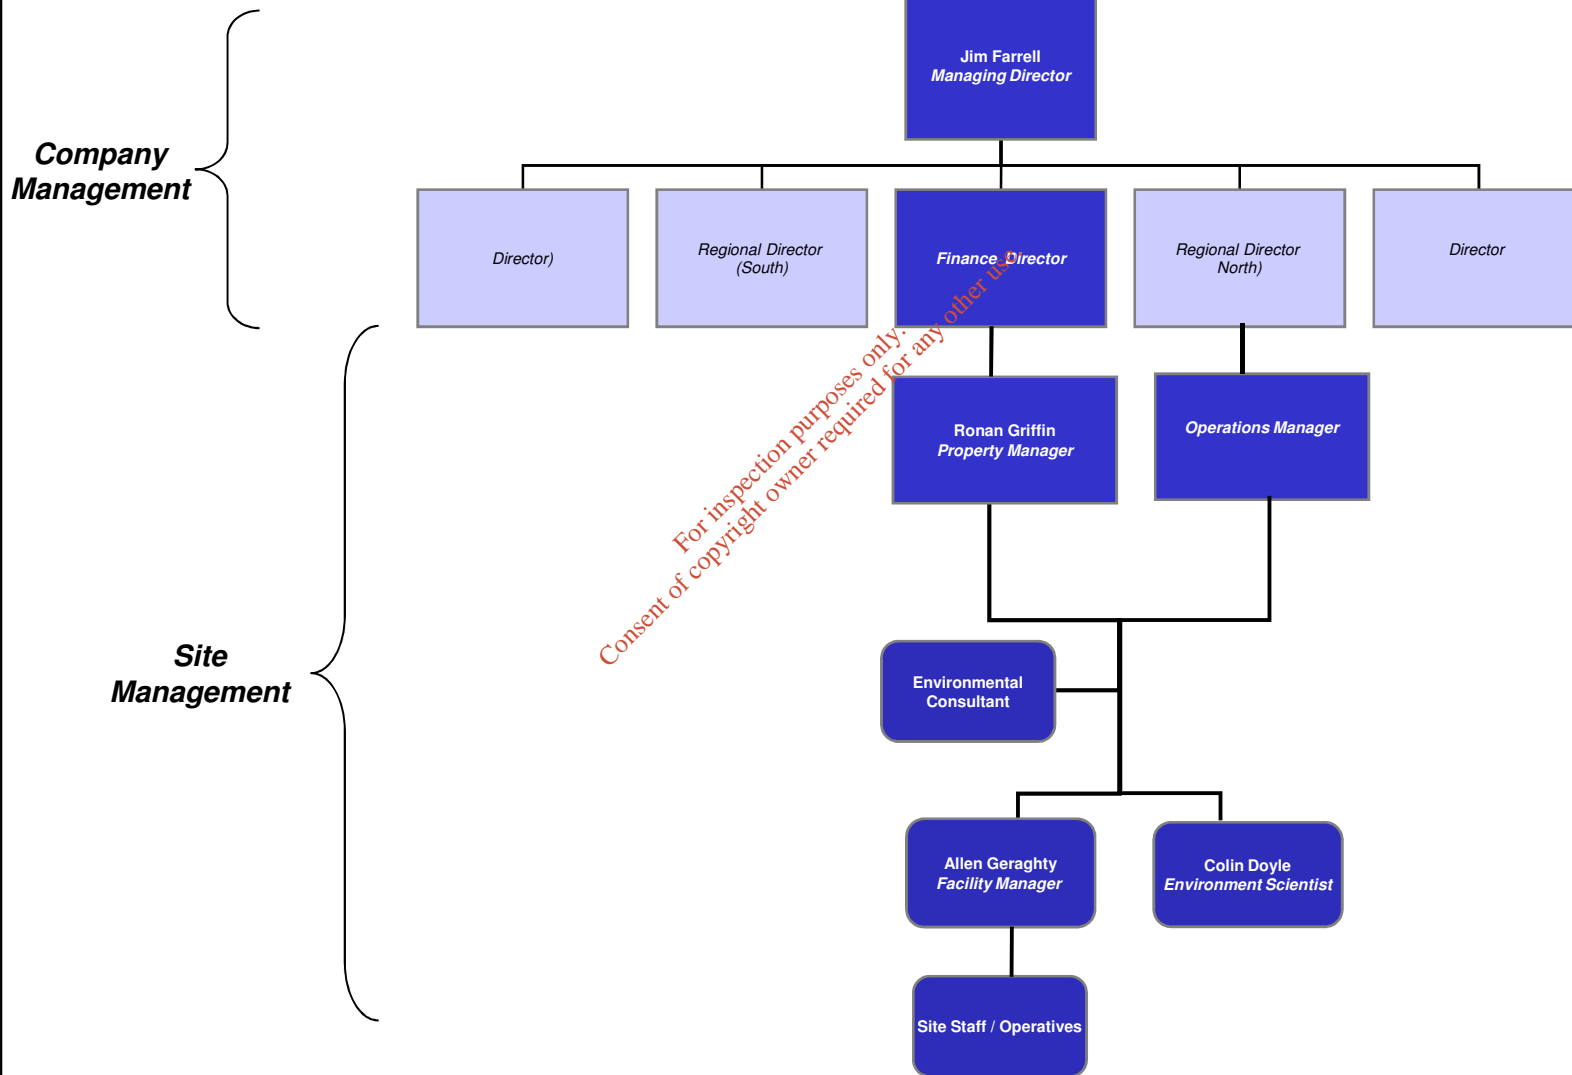 Jim Farrell
Managing Director
Company
Management
Director)
Regional Director
(South)
Finance Director
Regional Director
North)
Director
Ronan Griffin
Property Manager
Operations Manager
For inspection purposes only.
Consent of copyright owner required for any other use.
Site
Management
Environmental
Consultant
Allen Geraghty
Facility Manager
Colin Doyle
Environment Scientist
Site Staff / Operatives